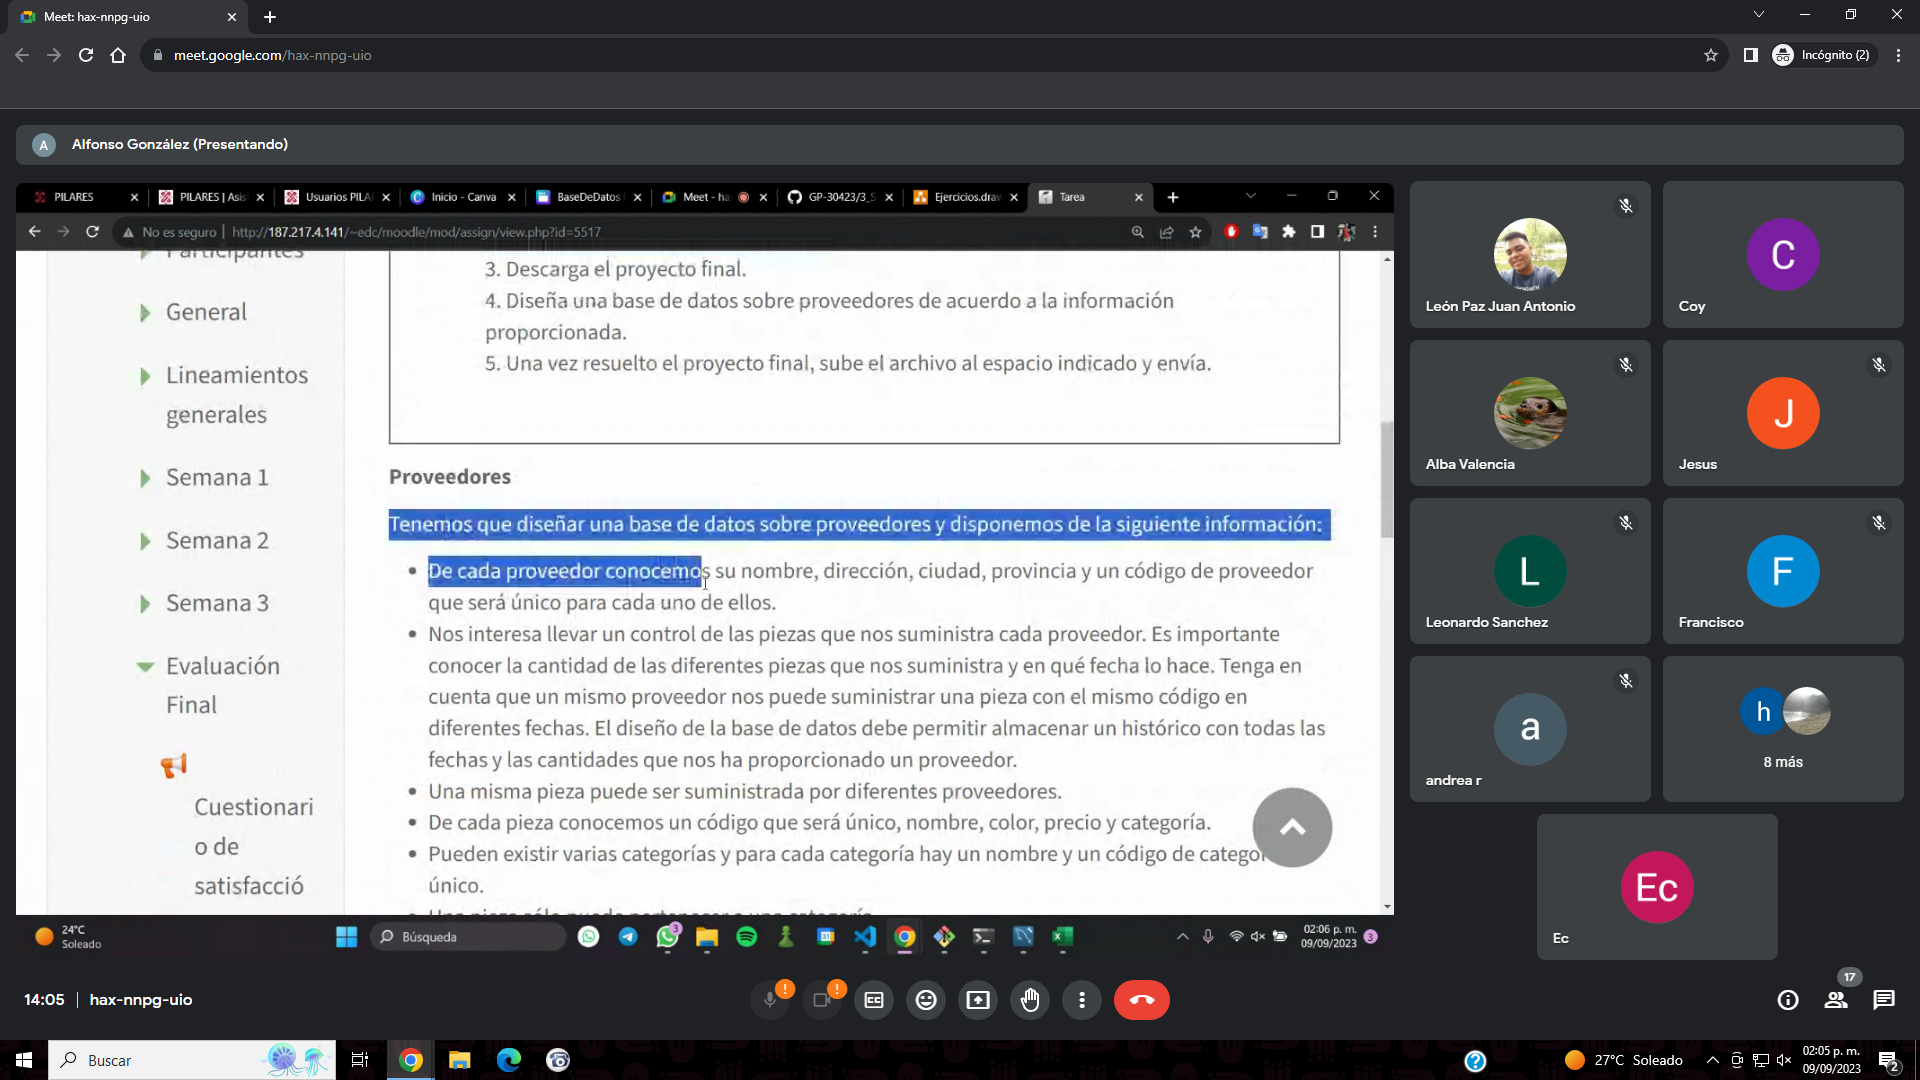 Meet: hax-nnpg-uio
meet.google.com/hax-nnpg-uio
Incógnito (2)
A Alfonso González (Presentando)
PILARES
PILARES | Asis
Usuarios PILA
Inicio - Canva
BaseDeDatos
Meet - ha
GP-30423/3_S
Ejercicios.draw
Tarea
No es seguro | http://187.217.4.141/~edc/moodle/mod/assign/view.php?id=5517
Participantes
General
Lineamientos
generales
Semana 1
Semana 2
Semana 3
Evaluación
Final
Cuestionari
o de
satisfacció
3. Descarga el proyecto final.
4. Diseña una base de datos sobre proveedores de acuerdo a la información
proporcionada.
5. Una vez resuelto el proyecto final, sube el archivo al espacio indicado y envía.
Proveedores
Tenemos que diseñar una base de datos sobre proveedores y disponemos de la siguiente información:
• De cada proveedor conocemos su nombre, dirección, ciudad, provincia y un código de proveedor
que será único para cada uno de ellos.
• Nos interesa llevar un control de las piezas que nos suministra cada proveedor. Es importante
conocer la cantidad de las diferentes piezas que nos suministra y en qué fecha lo hace. Tenga en
cuenta que un mismo proveedor nos puede suministrar una pieza con el mismo código en
diferentes fechas. El diseño de la base de datos debe permitir almacenar un histórico con todas las
fechas y las cantidades que nos ha proporcionado un proveedor.
• Una misma pieza puede ser suministrada por diferentes proveedores.
• De cada pieza conocemos un código que será único, nombre, color, precio y categoría.
• Pueden existir varias categorías y para cada categoría hay un nombre y un código de catego
único.
• Una pieza sólo puede pertenecer a una categoría.
24°C
Soleado
Búsqueda
3
02:06 p. m.
09/09/2023
3
León Paz Juan Antonio
C
Coy
Alba Valencia
J
Jesus
L
Leonardo Sanchez
F
Francisco
a
andrea r
h
8 más
Ec
Ec
14:05 | hax-nnpg-uio
17
Buscar
27°C Soleado
02:05 p. m.
09/09/2023
2